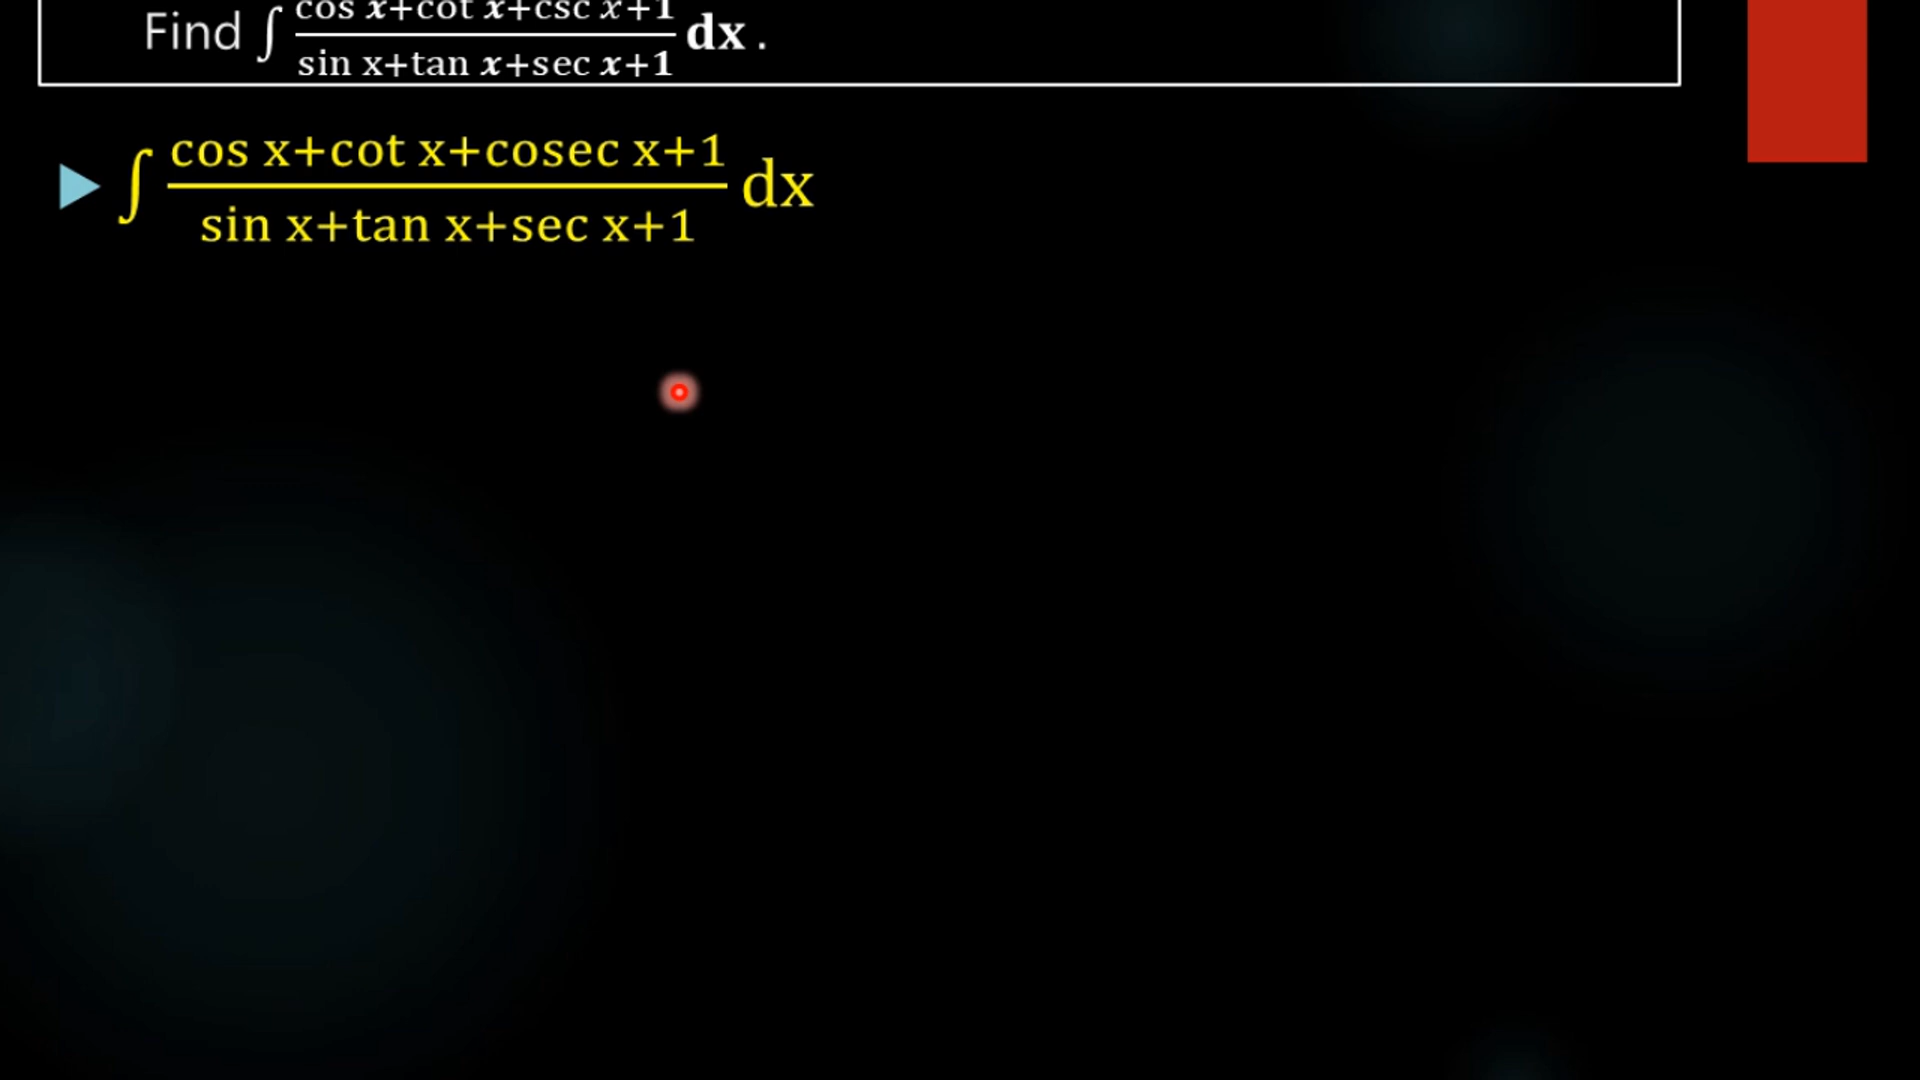 Find ∫ cos x+cot x+csc x+1 / sin x+tan x+sec x+1 dx .
∫ cos x+cot x+cosec x+1 / sin x+tan x+sec x+1 dx